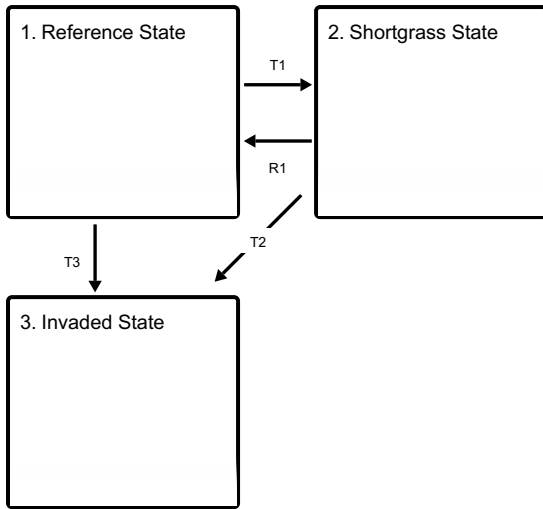 1. Reference State
2. Shortgrass State
T1
R1
T2
T3
3. Invaded State